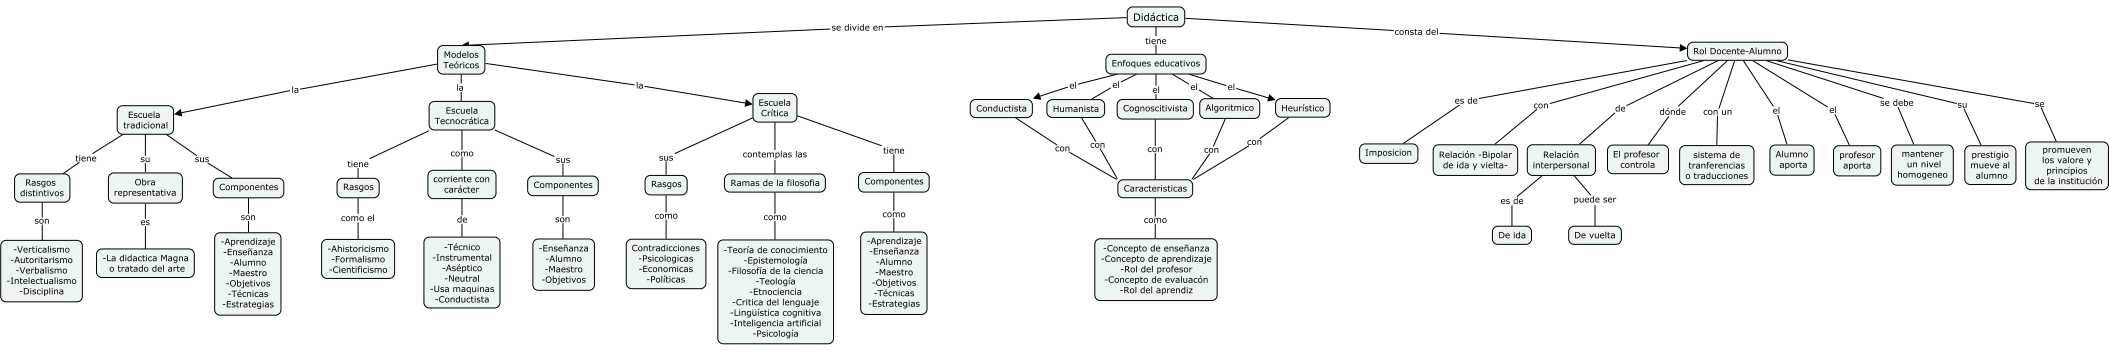 Didáctica
se divide en
tiene
consta del
Modelos
Teóricos
Enfoques educativos
Rol Docente-Alumno
la
la
la
Escuela
tradicional
Escuela
Tecnocrática
Escuela
Crítica
tiene
su
sus
Rasgos
distintivos
Obra
representativa
Componentes
son
es
son
-Verticalismo
-Autoritarismo
-Verbalismo
-Intelectualismo
-Disciplina
-La didactica Magna
o tratado del arte
-Aprendizaje
-Enseñanza
-Alumno
-Maestro
-Objetivos
-Técnicas
-Estrategias
tiene
como
sus
Rasgos
corriente con
carácter
Componentes
como el
de
son
-Ahistoricismo
-Formalismo
-Cientificismo
-Técnico
-Instrumental
-Aséptico
-Neutral
-Usa maquinas
-Conductista
-Enseñanza
-Alumno
-Maestro
-Objetivos
sus
contemplas las
tiene
Rasgos
Ramas de la filosofia
Componentes
como
como
como
Contradicciones
-Psicologicas
-Economicas
-Políticas
-Teoría de conocimiento
-Epistemología
-Filosofía de la ciencia
-Teología
-Etnociencia
-Critica del lenguaje
-Lingüística cognitiva
-Inteligencia artificial
-Psicología
-Aprendizaje
-Enseñanza
-Alumno
-Maestro
-Objetivos
-Técnicas
-Estrategias
el
el
el
el
el
Conductista
Humanista
Cognoscitivista
Algoritmico
Heurístico
con
con
con
con
con
Caracteristicas
como
-Concepto de enseñanza
-Concepto de aprendizaje
-Rol del profesor
-Concepto de evaluacón
-Rol del aprendiz
es de
con
de
dónde
con un
el
el
se debe
su
se
Imposicion
Relación -Bipolar
de ida y vielta-
Relación
interpersonal
El profesor
controla
sistema de
tranferencias
o traducciones
Alumno
aporta
profesor
aporta
mantener
un nivel
homogeneo
prestigio
mueve al
alumno
promueven
los valore y
principios
de la institución
es de
puede ser
De ida
De vuelta